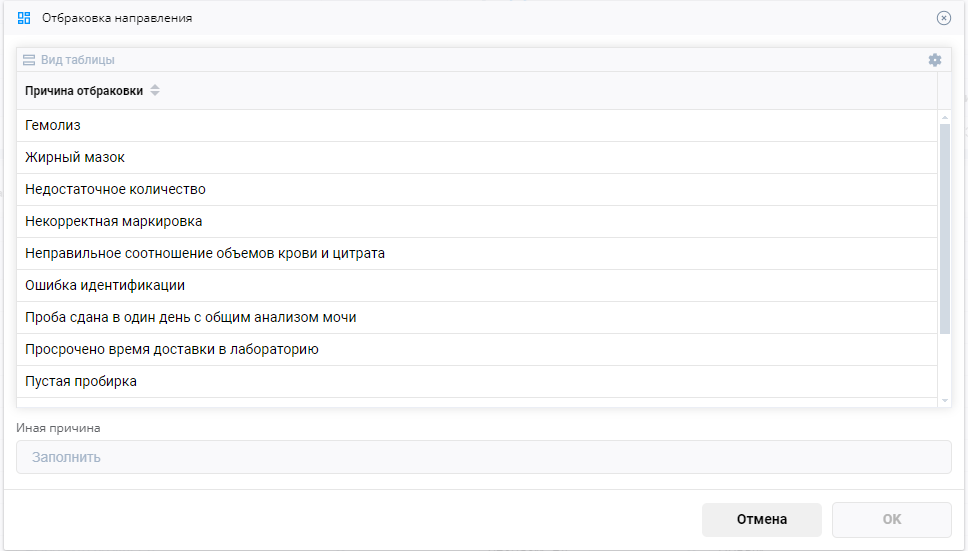 Отбраковка направления
Вид таблицы
Причина отбраковки
Гемолиз
Жирный мазок
Недостаточное количество
Некорректная маркировка
Неправильное соотношение объемов крови и цитрата
Ошибка идентификации
Проба сдана в один день с общим анализом мочи
Просрочено время доставки в лабораторию
Пустая пробирка
Иная причина
Заполнить
Отмена
ОК